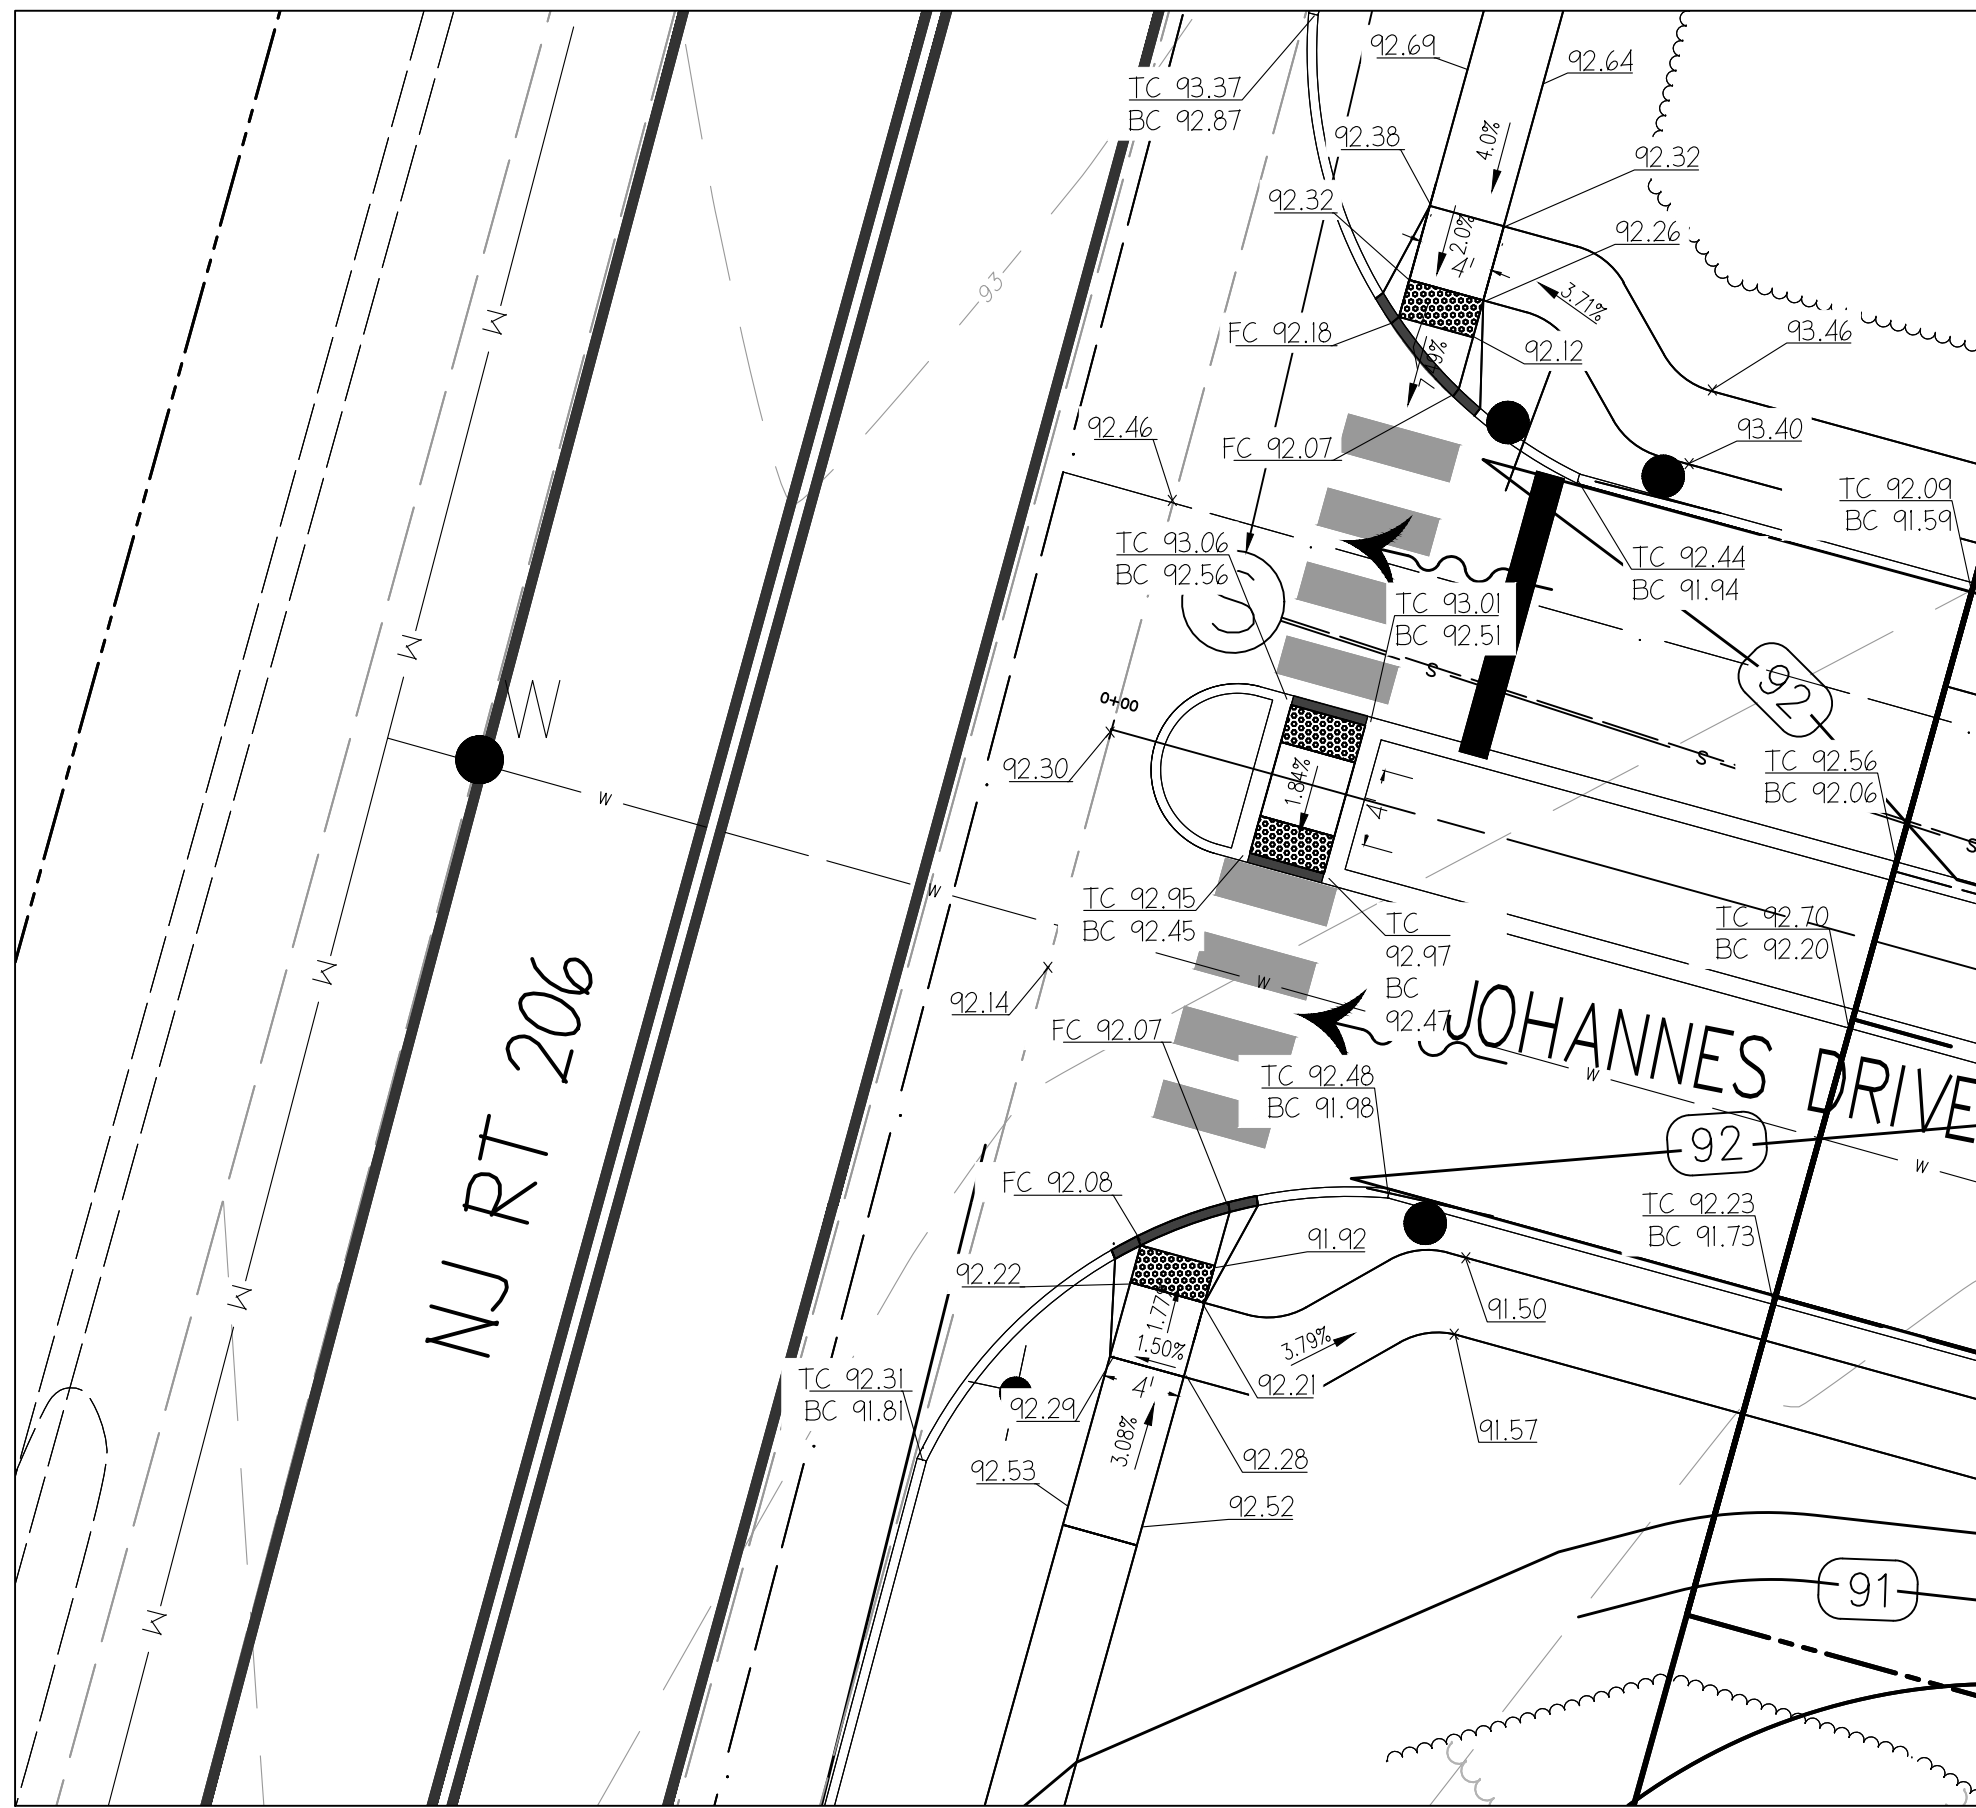 92.69
92.64
TC 93.37
BC 92.87
92.38
4.0%
92.32
92.32
92.26
2.0%
4'
93
3.71%
FC 92.18
93.46
92.12
M
92.46
FC 92.07
93.40
TC 92.09
BC 91.59
TC 93.06
BC 92.56
TC 92.44
BC 91.94
TC 93.01
BC 92.51
S
M
S
92
W
0+00
S
TC 92.56
BC 92.06
92.30
1.84%
4'
W
S
W
TC 92.95
BC 92.45
TC
92.97
BC
92.47
TC 92.70
BC 92.20
M
W
92.14
NJ RT 206
JOHANNES DRIVE
FC 92.07
W
TC 92.48
BC 91.98
92
W
FC 92.08
TC 92.23
BC 91.73
91.92
92.22
M
1.77%
91.50
1.50%
3.79%
TC 92.31
BC 91.81
4'
92.21
92.29
91.57
3.08%
92.53
92.28
92.52
91
M